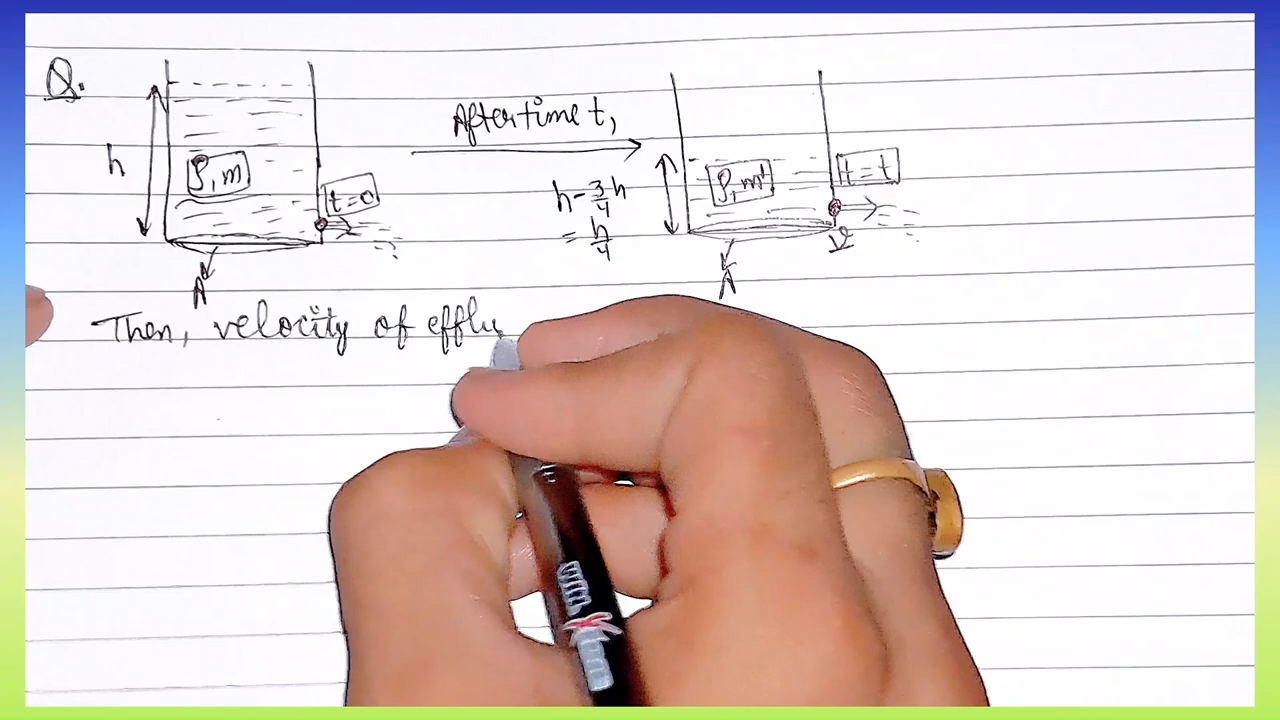 Q.
h
ρ, m
t=0
A
After time t,
h - 3/4 h
= h/4
ρ, m'
t=t
v
A
Then, velocity of efflu